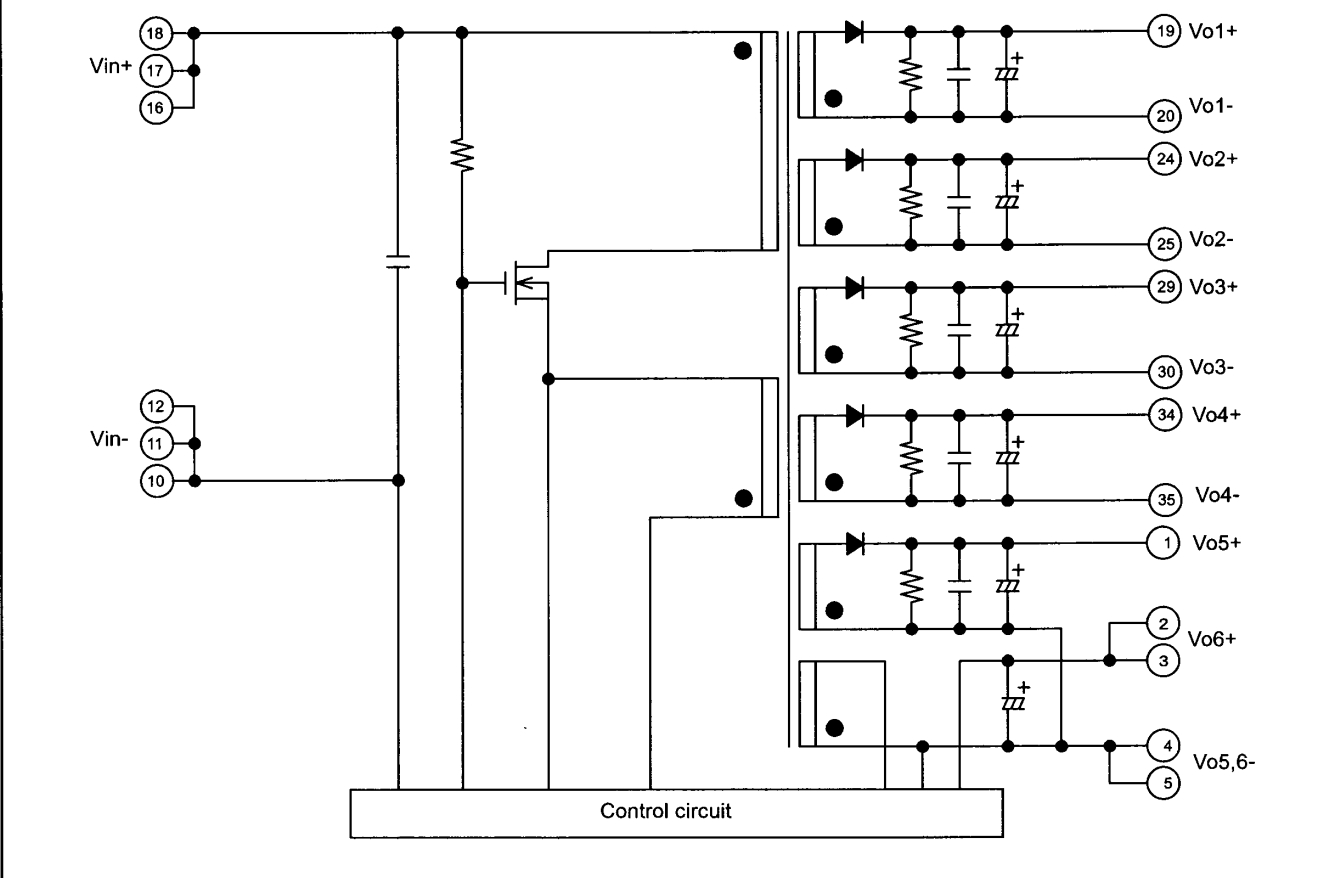 18
Vin+ 17
16
12
Vin- 11
10
19 Vo1+
+
20 Vo1-
24 Vo2+
+
25 Vo2-
29 Vo3+
+
30 Vo3-
34 Vo4+
+
35 Vo4-
1 Vo5+
+
2
Vo6+
3
+
4
Vo5,6-
5
Control circuit